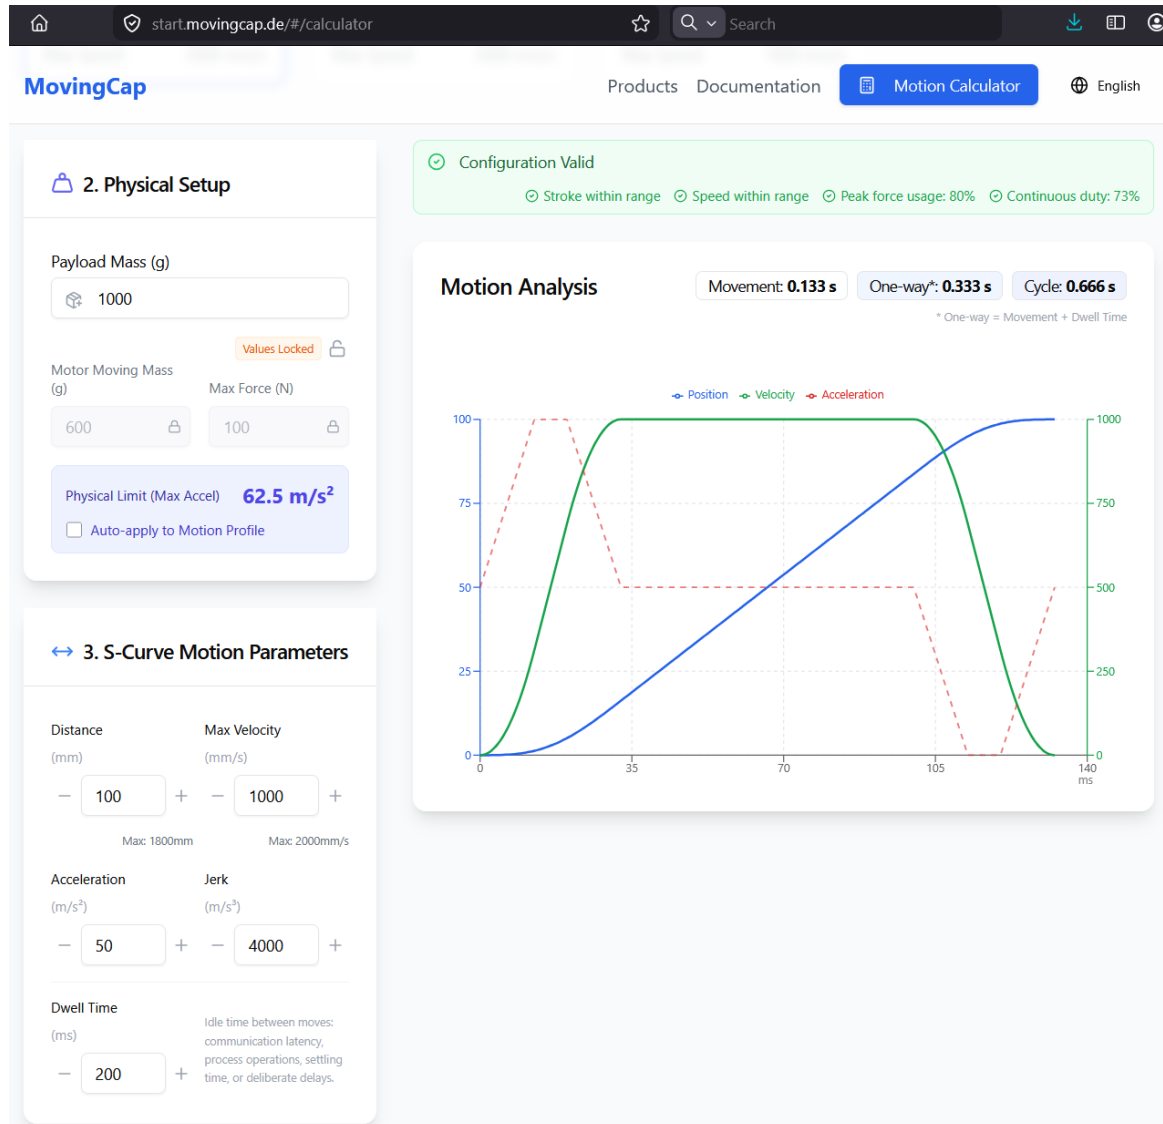 start.movingcap.de/#/calculator
Search
MovingCap
Products
Documentation
Motion Calculator
English
2. Physical Setup
Payload Mass (g)
1000
Values Locked
Motor Moving Mass
(g)
Max Force (N)
600
100
Physical Limit (Max Accel)
62.5 m/s²
Auto-apply to Motion Profile
3. S-Curve Motion Parameters
Distance
(mm)
Max Velocity
(mm/s)
− 100 +
− 1000 +
Max: 1800mm
Max: 2000mm/s
Acceleration
(m/s²)
Jerk
(m/s³)
− 50 +
− 4000 +
Dwell Time
(ms)
− 200 +
Idle time between moves:
communication latency,
process operations, settling
time, or deliberate delays.
Configuration Valid
Stroke within range
Speed within range
Peak force usage: 80%
Continuous duty: 73%
Motion Analysis
Movement: 0.133 s
One-way*: 0.333 s
Cycle: 0.666 s
* One-way = Movement + Dwell Time
Position
Velocity
Acceleration
100
75
50
25
0
1000
750
500
250
0
0
35
70
105
140
ms